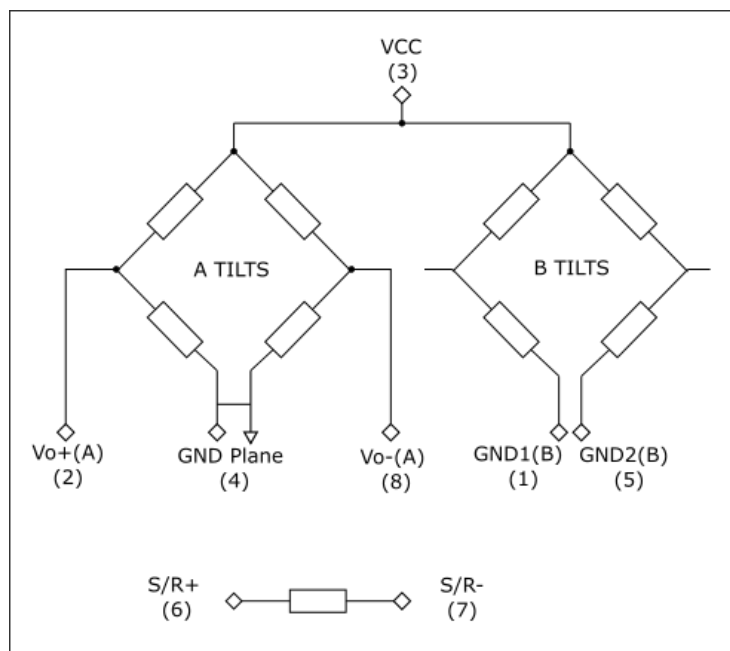 VCC
(3)
A TILTS
B TILTS
Vo+(A)
(2)
GND Plane
(4)
Vo-(A)
(8)
GND1(B)
(1)
GND2(B)
(5)
S/R+
(6)
S/R-
(7)